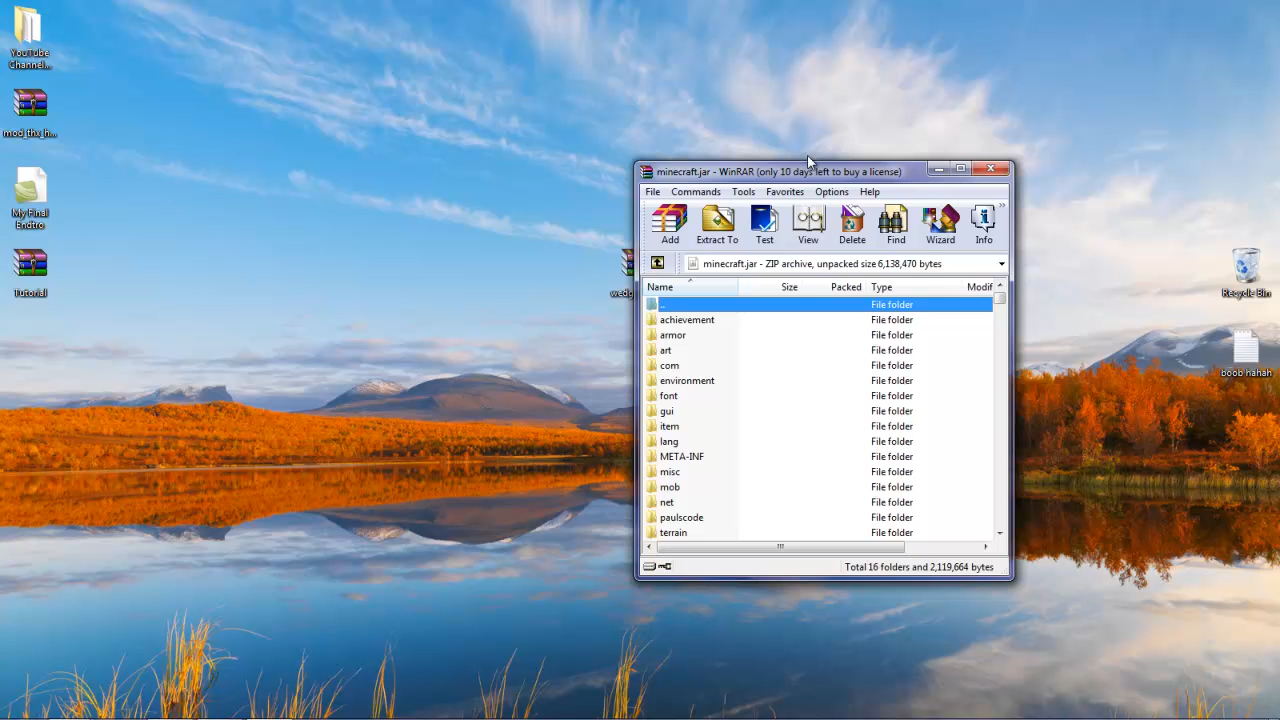 YouTube
Channel...
mod_thx_h...
My Final
Endtro
Tutorial
minecraft.jar - WinRAR (only 10 days left to buy a license)
File Commands Tools Favorites Options Help
Add Extract To Test View Delete Find Wizard Info
minecraft.jar - ZIP archive, unpacked size 6,138,470 bytes
Name Size Packed Type Modif
.. File folder
achievement File folder
armor File folder
art File folder
com File folder
environment File folder
font File folder
gui File folder
item File folder
lang File folder
META-INF File folder
misc File folder
mob File folder
net File folder
paulscode File folder
terrain File folder
Total 16 folders and 2,119,664 bytes
wedg
Recycle Bin
boob hahah